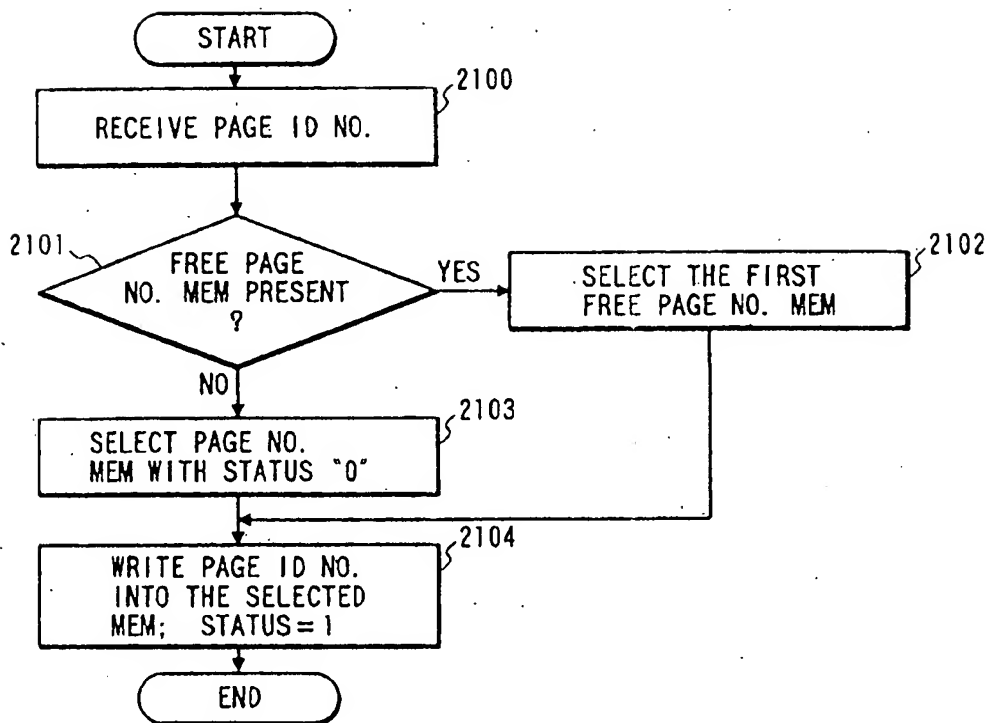 START
2100
RECEIVE PAGE ID NO.
2101
FREE PAGE
NO. MEM PRESENT
?
YES
2102
SELECT THE FIRST
FREE PAGE NO. MEM
NO
2103
SELECT PAGE NO.
MEM WITH STATUS "0"
2104
WRITE PAGE ID NO.
INTO THE SELECTED
MEM; STATUS=1
END